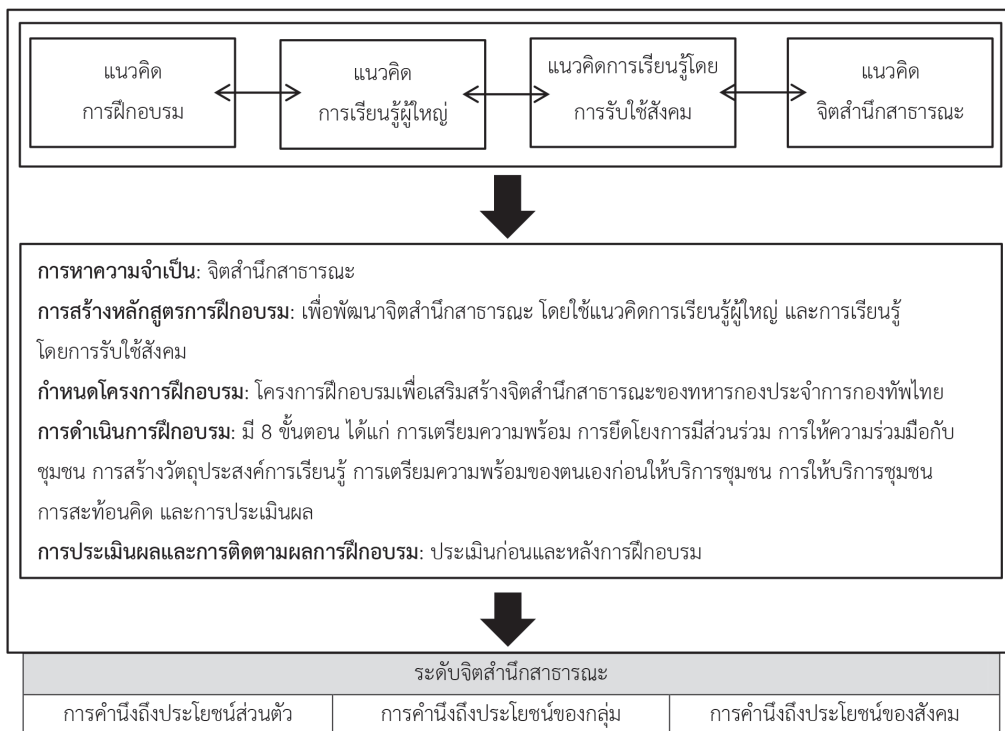 แนวคิด
การฝึกอบรม
แนวคิด
การเรียนรู้ผู้ใหญ่
แนวคิดการเรียนรู้โดย
การรับใช้สังคม
แนวคิด
จิตสำนึกสาธารณะ
การหาความจำเป็น: จิตสำนึกสาธารณะ
การสร้างหลักสูตรการฝึกอบรม: เพื่อพัฒนาจิตสำนึกสาธารณะ โดยใช้แนวคิดการเรียนรู้ผู้ใหญ่ และการเรียนรู้
โดยการรับใช้สังคม
กำหนดโครงการฝึกอบรม: โครงการฝึกอบรมเพื่อเสริมสร้างจิตสำนึกสาธารณะของทหารกองประจำการกองทัพไทย
การดำเนินการฝึกอบรม: มี 8 ขั้นตอน ได้แก่ การเตรียมความพร้อม การยึดโยงการมีส่วนร่วม การให้ความร่วมมือกับ
ชุมชน การสร้างวัตถุประสงค์การเรียนรู้ การเตรียมความพร้อมของตนเองก่อนให้บริการชุมชน การให้บริการชุมชน
การสะท้อนคิด และการประเมินผล
การประเมินผลและการติดตามผลการฝึกอบรม: ประเมินก่อนและหลังการฝึกอบรม
ระดับจิตสำนึกสาธารณะ
การคำนึงถึงประโยชน์ส่วนตัว
การคำนึงถึงประโยชน์ของกลุ่ม
การคำนึงถึงประโยชน์ของสังคม